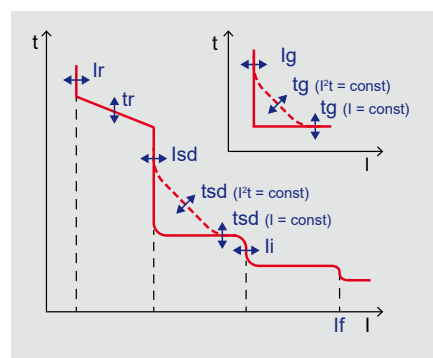 t
Ir
tr
Isd
tsd (I²t = const)
tsd (I = const)
Ii
If
I
t
Ig
tg (I²t = const)
tg (I = const)
I